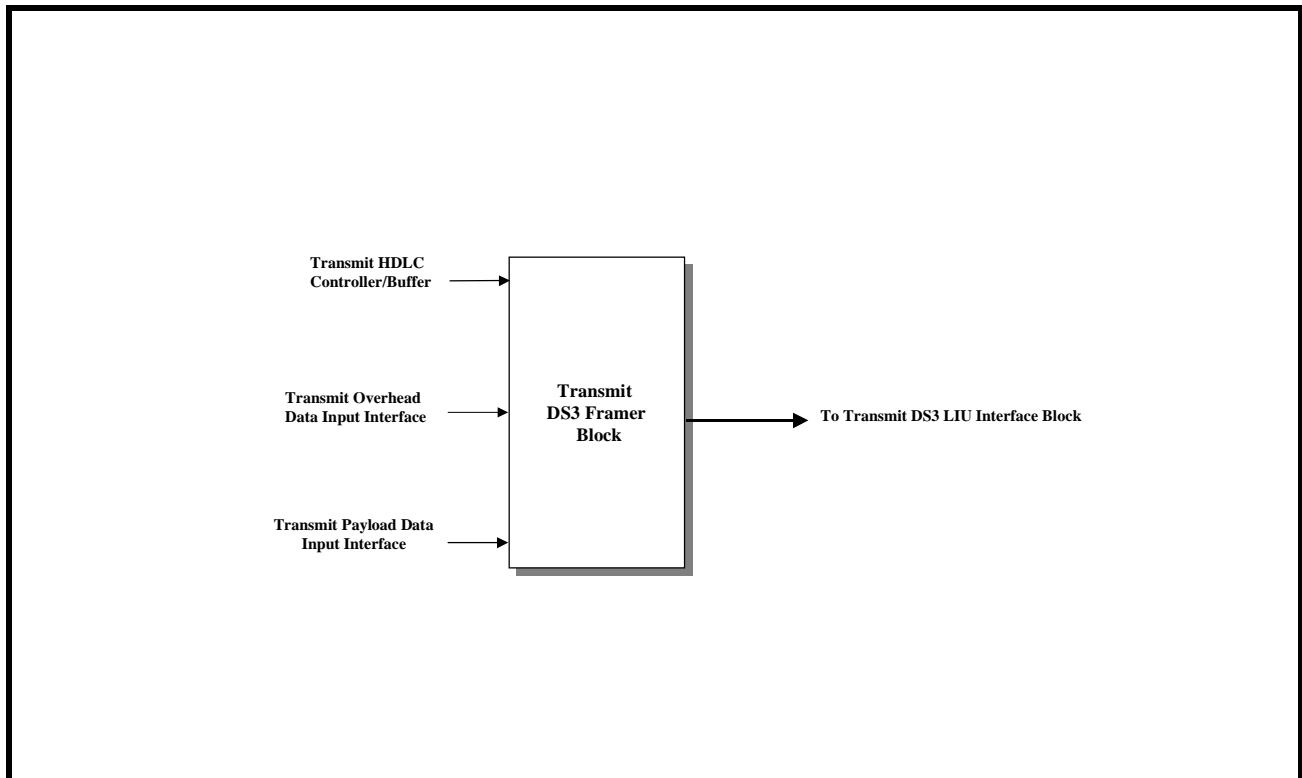 Transmit HDLC
Controller/Buffer
Transmit Overhead
Data Input Interface
Transmit Payload Data
Input Interface
Transmit
DS3 Framer
Block
To Transmit DS3 LIU Interface Block